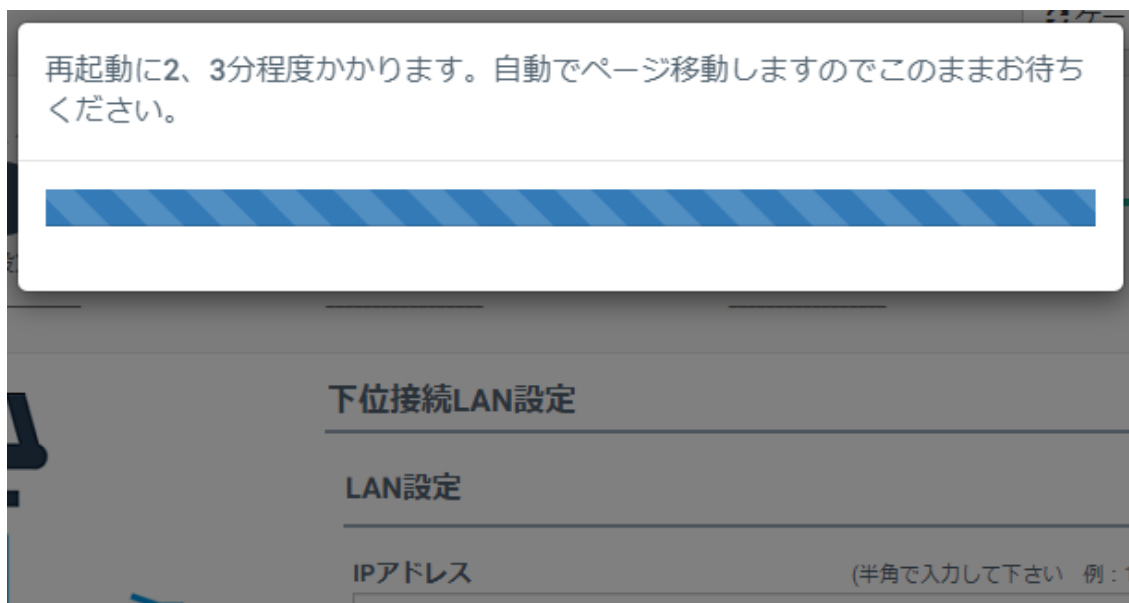 再起動に2、3分程度かかります。自動でページ移動しますのでこのままお待ち
ください。
下位接続LAN設定
LAN設定
IPアドレス
(半角で入力して下さい 例：